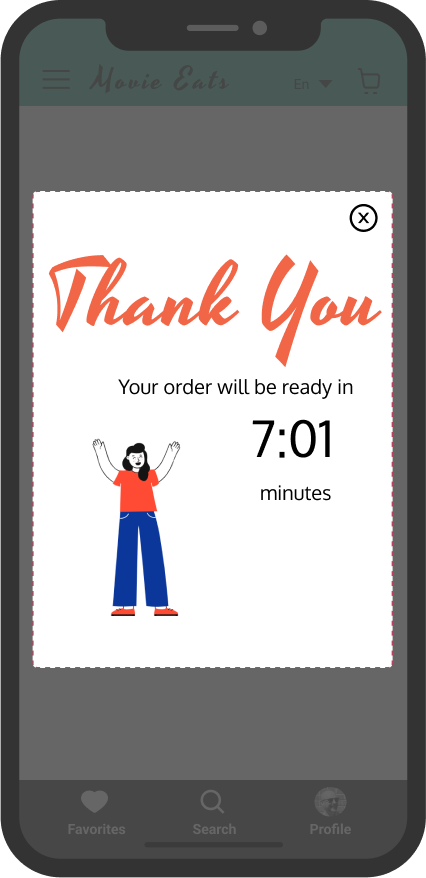 Movie Eats En
x
Thank You
Your order will be ready in
7:01
minutes
Favorites Search Profile